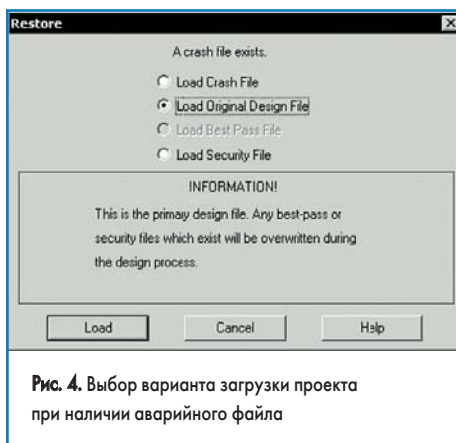 Restore
A crash file exists.
Load Crash File
Load Original Design File
Load Best Pass File
Load Security File
INFORMATION!
This is the primary design file. Any best-pass or
security files which exist will be overwritten during
the design process.
Load Cancel Help
Рис. 4. Выбор варианта загрузки проекта
при наличии аварийного файла